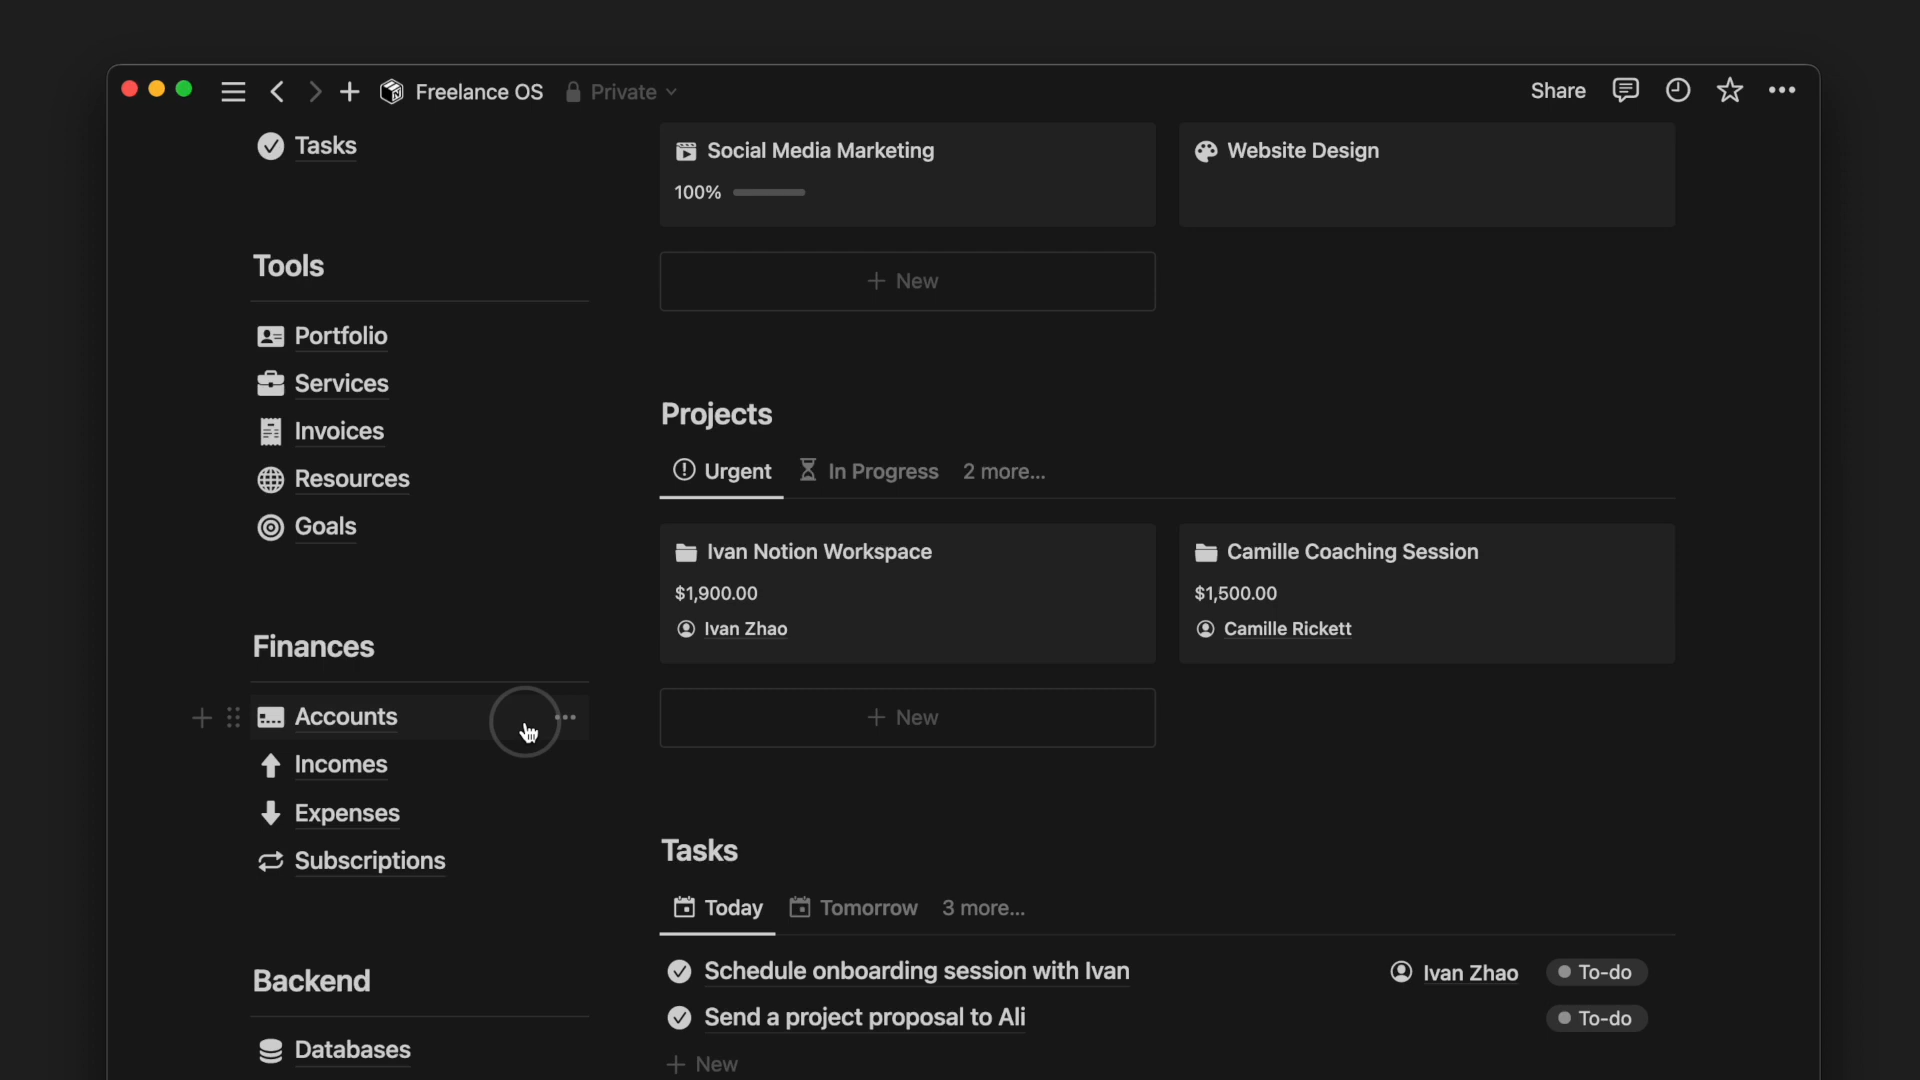 Freelance OS Private
Share
Tasks
Tools
Portfolio
Services
Invoices
Resources
Goals
Finances
Accounts
Incomes
Expenses
Subscriptions
Backend
Databases
Social Media Marketing
100%
Website Design
+ New
Projects
Urgent In Progress 2 more...
Ivan Notion Workspace
$1,900.00
Ivan Zhao
Camille Coaching Session
$1,500.00
Camille Rickett
+ New
Tasks
Today Tomorrow 3 more...
Schedule onboarding session with Ivan Ivan Zhao To-do
Send a project proposal to Ali To-do
+ New